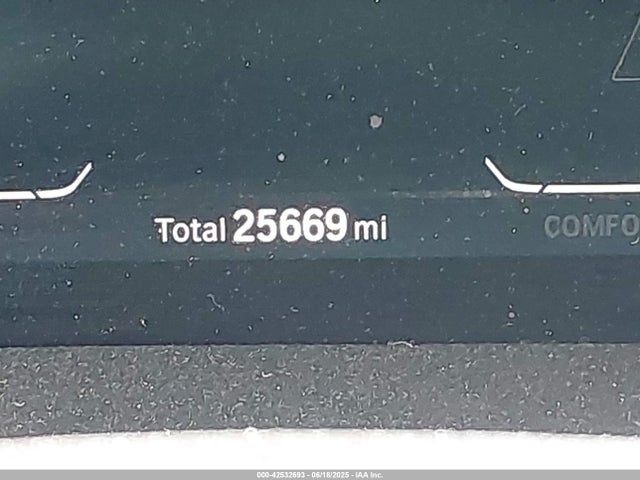 Total 25669 mi
COMFO
000-42532693 - 06/18/2025 - IAA Inc.